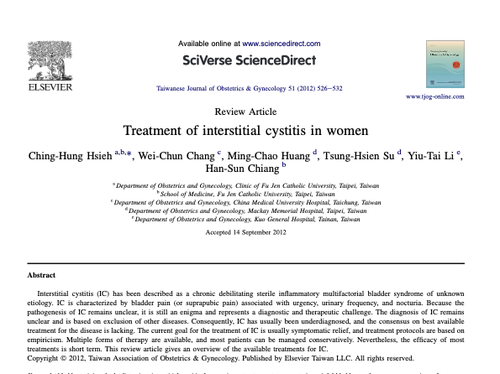 Available online at www.sciencedirect.com
SciVerse ScienceDirect
ELSEVIER
Taiwanese Journal of Obstetrics & Gynecology 51 (2012) 526–532
www.tjog-online.com
Review Article
Treatment of interstitial cystitis in women
Ching-Hung Hsieh a,b,*, Wei-Chun Chang c, Ming-Chao Huang d, Tsung-Hsien Su d, Yiu-Tai Li e,
Han-Sun Chiang b
a Department of Obstetrics and Gynecology, Clinic of Fu Jen Catholic University, Taipei, Taiwan
b School of Medicine, Fu Jen Catholic University, Taipei, Taiwan
c Department of Obstetrics and Gynecology, China Medical University Hospital, Taichung, Taiwan
d Department of Obstetrics and Gynecology, Mackay Memorial Hospital, Taipei, Taiwan
e Department of Obstetrics and Gynecology, Kuo General Hospital, Tainan, Taiwan
Accepted 14 September 2012
Abstract
Interstitial cystitis (IC) has been described as a chronic debilitating sterile inflammatory multifactorial bladder syndrome of unknown
etiology. IC is characterized by bladder pain (or suprapubic pain) associated with urgency, urinary frequency, and nocturia. Because the
pathogenesis of IC remains unclear, it is still an enigma and represents a diagnostic and therapeutic challenge. The diagnosis of IC remains
unclear and is based on exclusion of other diseases. Consequently, IC has usually been underdiagnosed, and the consensus on best available
treatment for the disease is lacking. The current goal for the treatment of IC is usually symptomatic relief, and treatment protocols are based on
empiricism. Multiple forms of therapy are available, and most patients can be managed conservatively. Nevertheless, the efficacy of most
treatments is short term. This review article gives an overview of the available treatments for IC.
Copyright © 2012, Taiwan Association of Obstetrics & Gynecology. Published by Elsevier Taiwan LLC. All rights reserved.